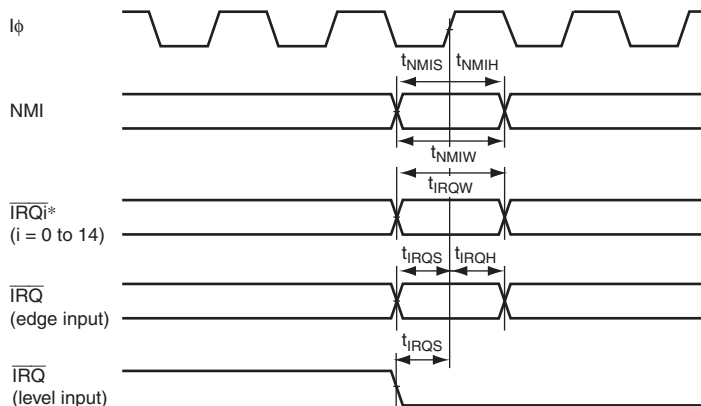 Iφ
tNMIS tNMIH
NMI
tNMIW
tIRQW
IRQi*
(i = 0 to 14)
tIRQS tIRQH
IRQ
(edge input)
tIRQS
IRQ
(level input)